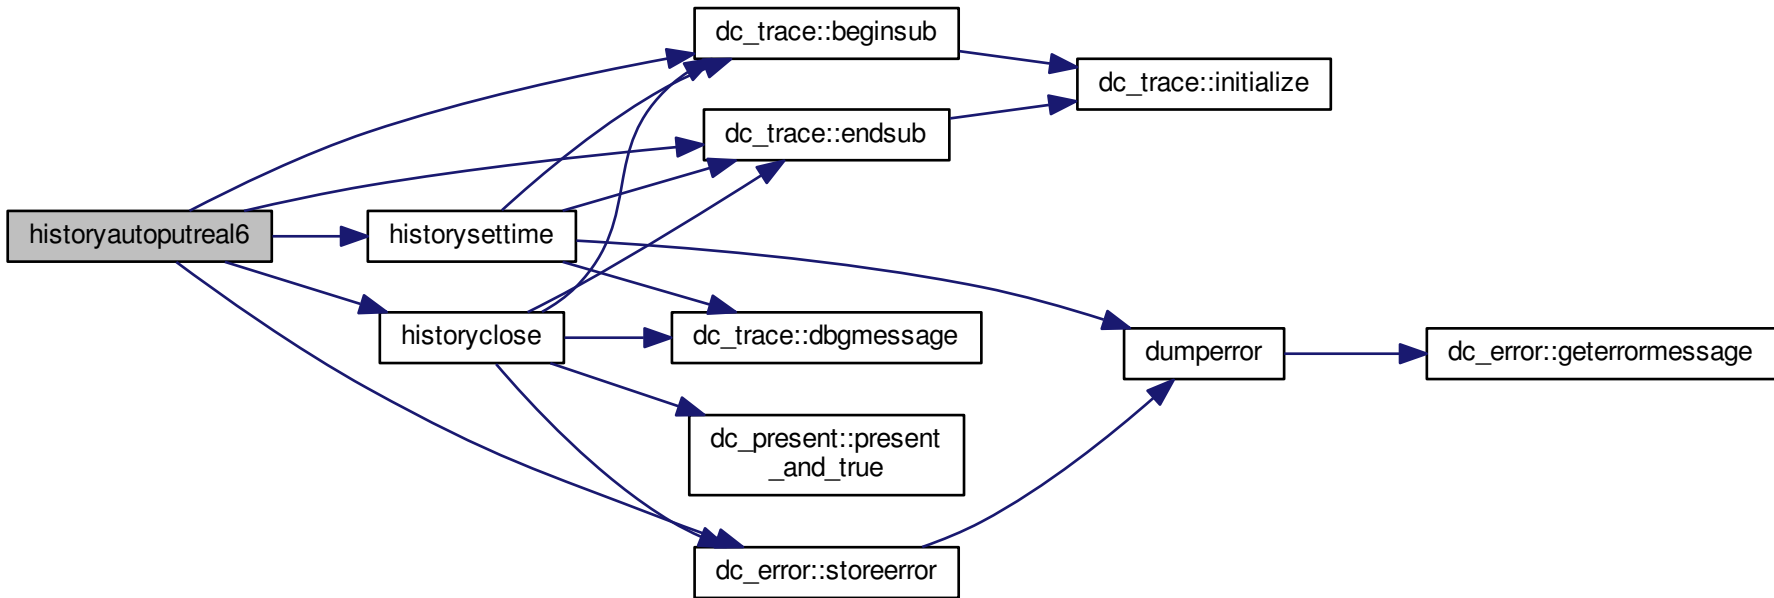 dc_trace::beginsub
dc_trace::initialize
dc_trace::endsub
historyautoputreal6
historysettime
historyclose
dc_trace::dbgmessage
dumperror
dc_error::geterrormessage
dc_present::present
_and_true
dc_error::storeerror